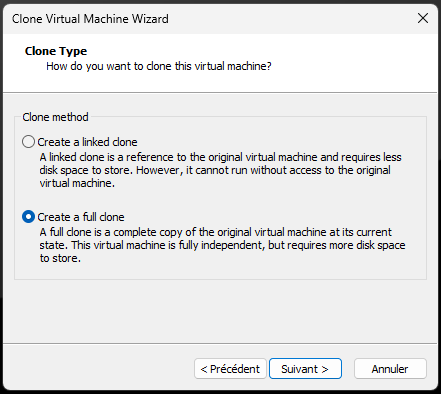 Clone Virtual Machine Wizard
Clone Type
How do you want to clone this virtual machine?
Clone method
Create a linked clone
A linked clone is a reference to the original virtual machine and requires less
disk space to store. However, it cannot run without access to the original
virtual machine.
Create a full clone
A full clone is a complete copy of the original virtual machine at its current
state. This virtual machine is fully independent, but requires more disk space
to store.
< Précédent
Suivant >
Annuler